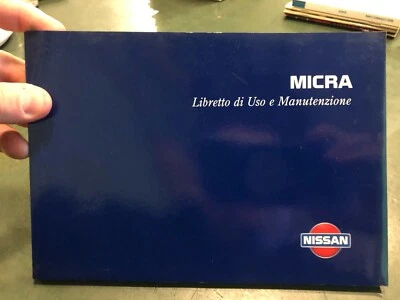 MICRA
Libretto di Uso e Manutenzione
NISSAN